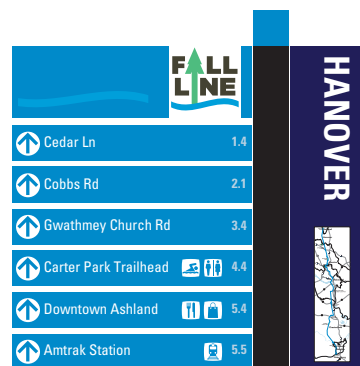 FALL
LINE
HANOVER
Cedar Ln 1.4
Cobbs Rd 2.1
Gwathmey Church Rd 3.4
Carter Park Trailhead 4.4
Downtown Ashland 5.4
Amtrak Station 5.5